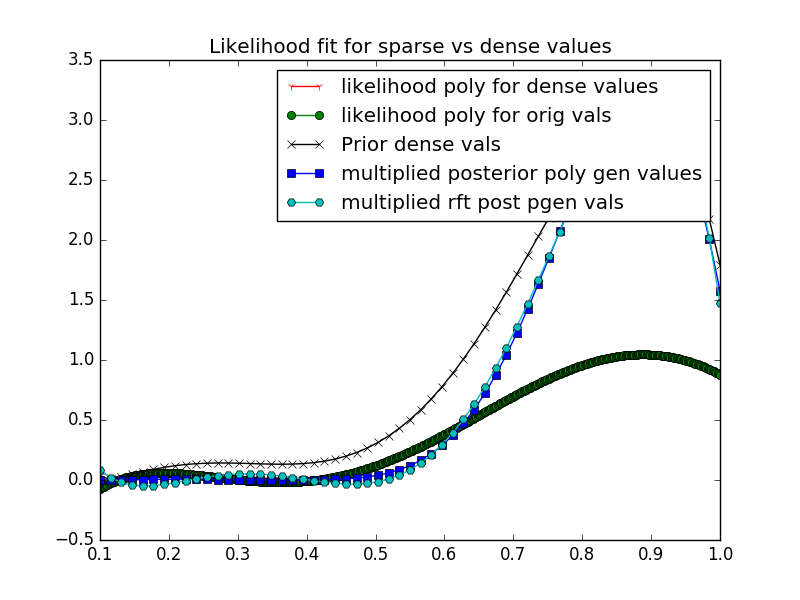 Likelihood fit for sparse vs dense values
3.5
3.0
2.5
2.0
1.5
1.0
0.5
0.0
−0.5
likelihood poly for dense values
likelihood poly for orig vals
Prior dense vals
multiplied posterior poly gen values
multiplied rft post pgen vals
0.1 0.2 0.3 0.4 0.5 0.6 0.7 0.8 0.9 1.0